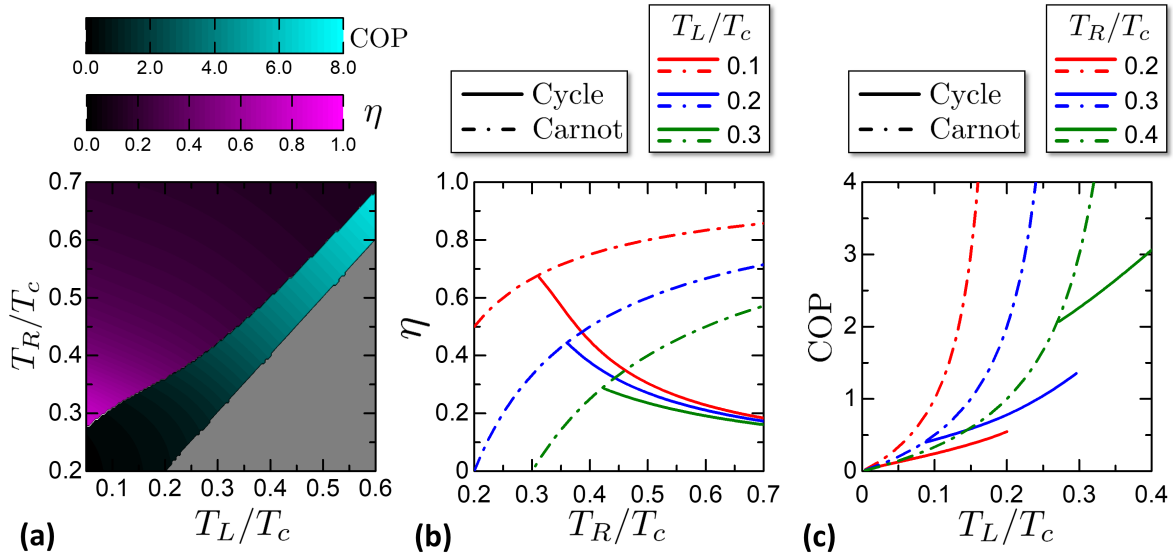 COP
0.0 2.0 4.0 6.0 8.0
η
0.0 0.2 0.4 0.6 0.8 1.0
T_R/T_c
0.7
0.6
0.5
0.4
0.3
0.2
0.1 0.2 0.3 0.4 0.5 0.6
(a) T_L/T_c
Cycle
Carnot
T_L/T_c
0.1
0.2
0.3
η
1.0
0.8
0.6
0.4
0.2
0
0.2 0.3 0.4 0.5 0.6 0.7
(b) T_R/T_c
Cycle
Carnot
T_R/T_c
0.2
0.3
0.4
COP
4
3
2
1
0
0 0.1 0.2 0.3 0.4
(c) T_L/T_c